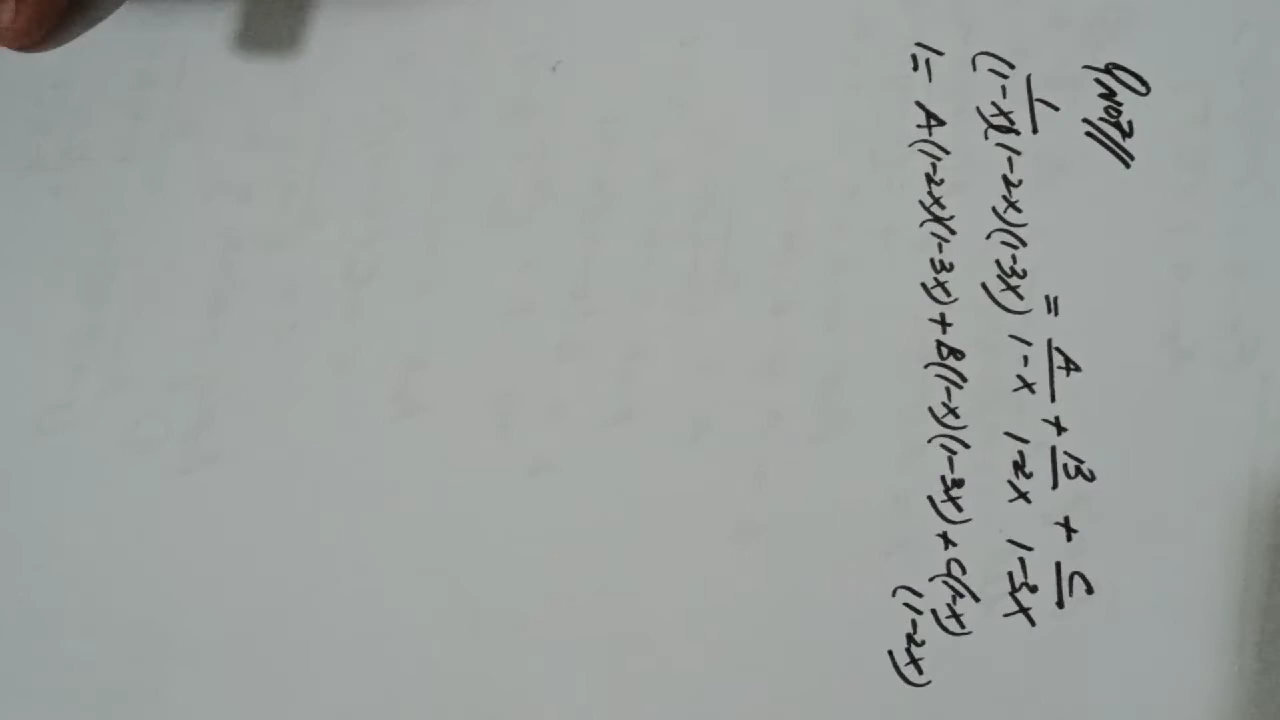 QNO7//
1 = A + B + C
(1-x)(1-2x)(1-3x) 1-x 1-2x 1-3x
1= A(1-2x)(1-3x)+B(1-x)(1-3x)+C(1-x)
(1-2x)